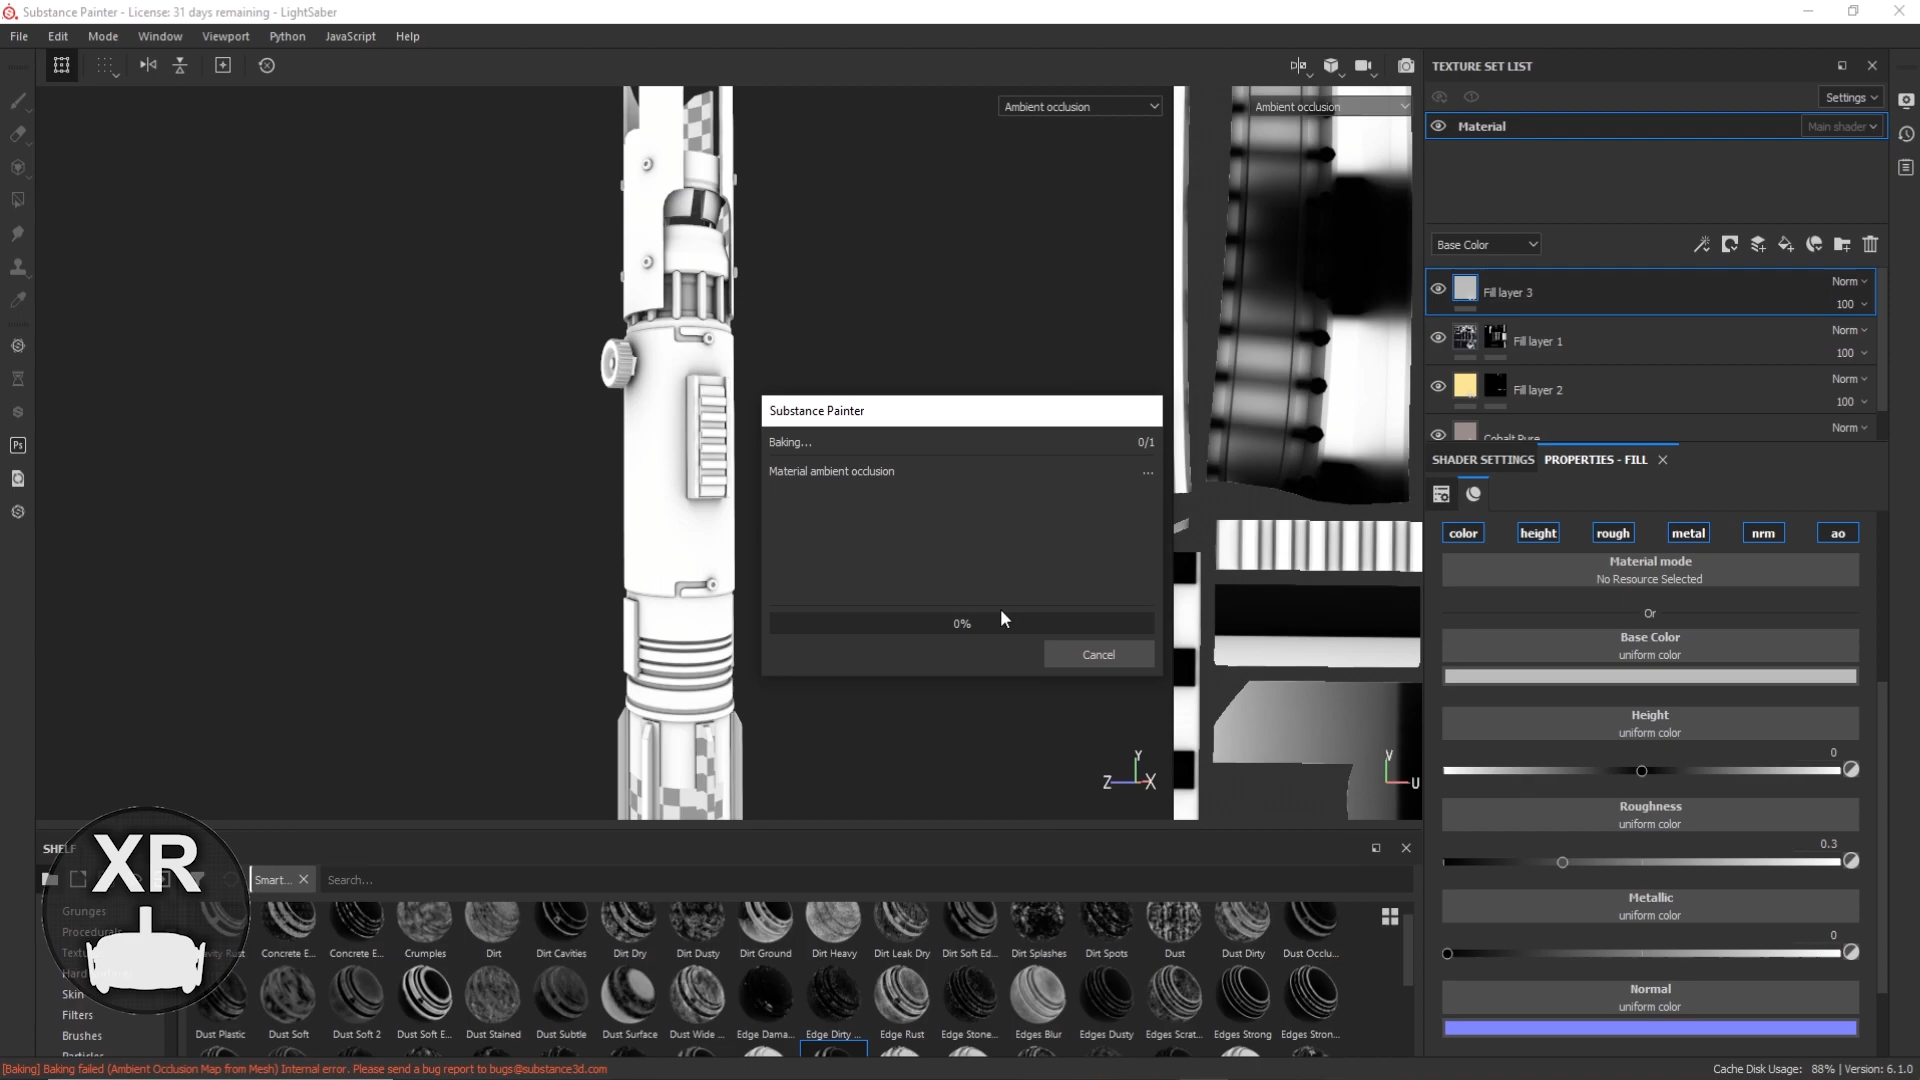 Substance Painter - License: 31 days remaining - LightSaber
File Edit Mode Window Viewport Python JavaScript Help
Ambient occlusion
Ambient occlusion
TEXTURE SET LIST
Settings
Material
Main shader
Base Color
Fill layer 3
Norm
100
Fill layer 1
Norm
100
Fill layer 2
Norm
100
Cobalt Pure
Norm
Substance Painter
Baking...
0/1
Material ambient occlusion
...
0%
Cancel
Y
Z
X
V
U
SHADER SETTINGS
PROPERTIES - FILL
color height rough metal nrm ao
Material mode
No Resource Selected
Or
Base Color
uniform color
Height
uniform color
0
Roughness
uniform color
0.3
Metallic
uniform color
0
Normal
uniform color
SHELF
XR
Smart...
Search...
Grunges
Procedurals
Hard Surfaces
Skin
Filters
Brushes
Particles
Ps
Concrete E... Concrete E... Crumples Dirt Dirt Cavities Dirt Dry Dirt Dusty Dirt Ground Dirt Heavy Dirt Leak Dry Dirt Soft Ed... Dirt Splashes Dirt Spots Dust Dust Dirty Dust Occlu...
Dust Plastic Dust Soft Dust Soft 2 Dust Soft E... Dust Stained Dust Subtle Dust Surface Dust Wide ... Edge Dama... Edge Dirty ... Edge Rust Edge Stone... Edges Blur Edges Dusty Edges Scrat... Edges Strong Edges Stron...
[Baking] Baking failed (Ambient Occlusion Map from Mesh) Internal error. Please send a bug report to bugs@substance3d.com
Cache Disk Usage: 88% | Version: 6.1.0